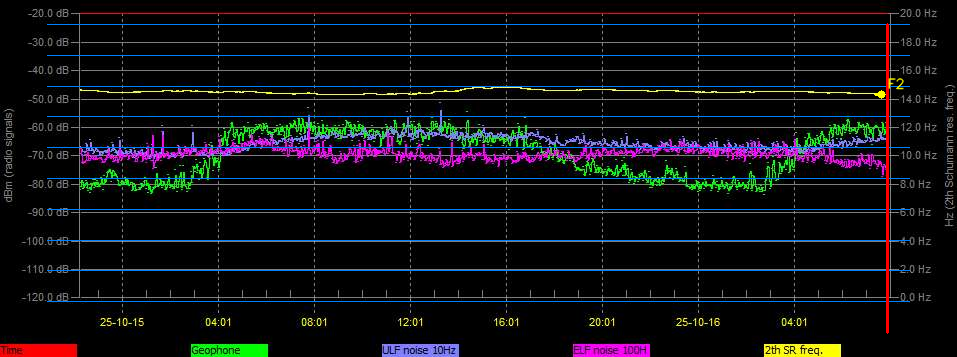 -20.0 dB
-30.0 dB
-40.0 dB
-50.0 dB
-60.0 dB
-70.0 dB
-80.0 dB
-90.0 dB
-100.0 dB
-110.0 dB
-120.0 dB
dBm (radio signals)
20.0 Hz
18.0 Hz
16.0 Hz
14.0 Hz
12.0 Hz
10.0 Hz
8.0 Hz
6.0 Hz
4.0 Hz
2.0 Hz
0.0 Hz
Hz (2th Schumann res. freq.)
F2
25-10-15 04:01 08:01 12:01 16:01 20:01 25-10-16 04:01
Time Geophone ULF noise 10Hz ELF noise 100H 2th SR freq.